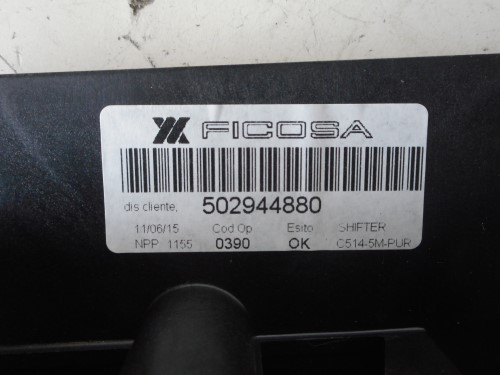 FICOSA
dis cliente, 502944880
11/06/15 Cod Op Esito SHIFTER
NPP 1155 0390 OK C514-5M-PUR